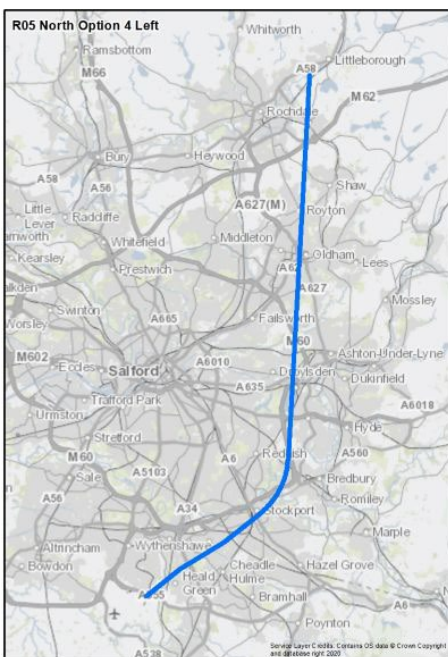 R05 North Option 4 Left
Whitworth
Ramsbottom
A58
Littleborough
M66
M62
Rochdale
Bury
Heywood
A58
A56
A627(M)
Shaw
Little
Lever
Radcliffe
Royton
Whitefield
Middleton
Oldham
Lees
Kearsley
Prestwich
A627
Swinton
A665
Failsworth
Mossley
Worsley
M60
M602
Eccles
Salford
A6010
Ashton-Under-Lyne
Droylsden
Dukinfield
A635
Trafford Park
Urmston
A6018
Stretford
Hyde
M60
A5103
A6
Reddish
A560
Sale
Bredbury
A56
A34
Romiley
Stockport
Altrincham
Wythenshawe
Marple
Bowdon
Cheadle
Hulme
Hazel Grove
Heald
Green
Bramhall
A6
Poynton
A538
Service Layer Credits: Contains OS data © Crown Copyright
and database right 2020